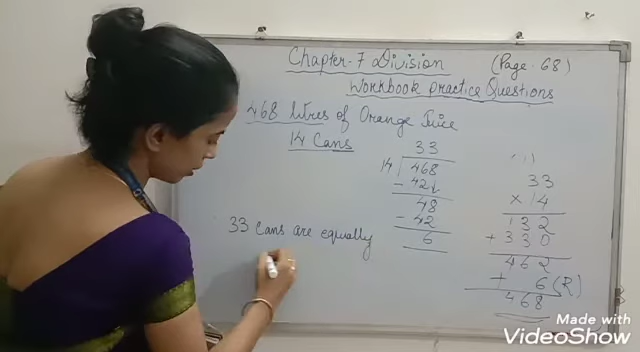 Chapter-7 Division (Page 68)
Workbook practice Questions
468 litres of Orange Juice
14 Cans
33
14 468
- 42↓
48
- 42
6
33
× 14
132
+ 330
462
+ 6 (R)
468
33 cans are equally
Made with
VideoShow